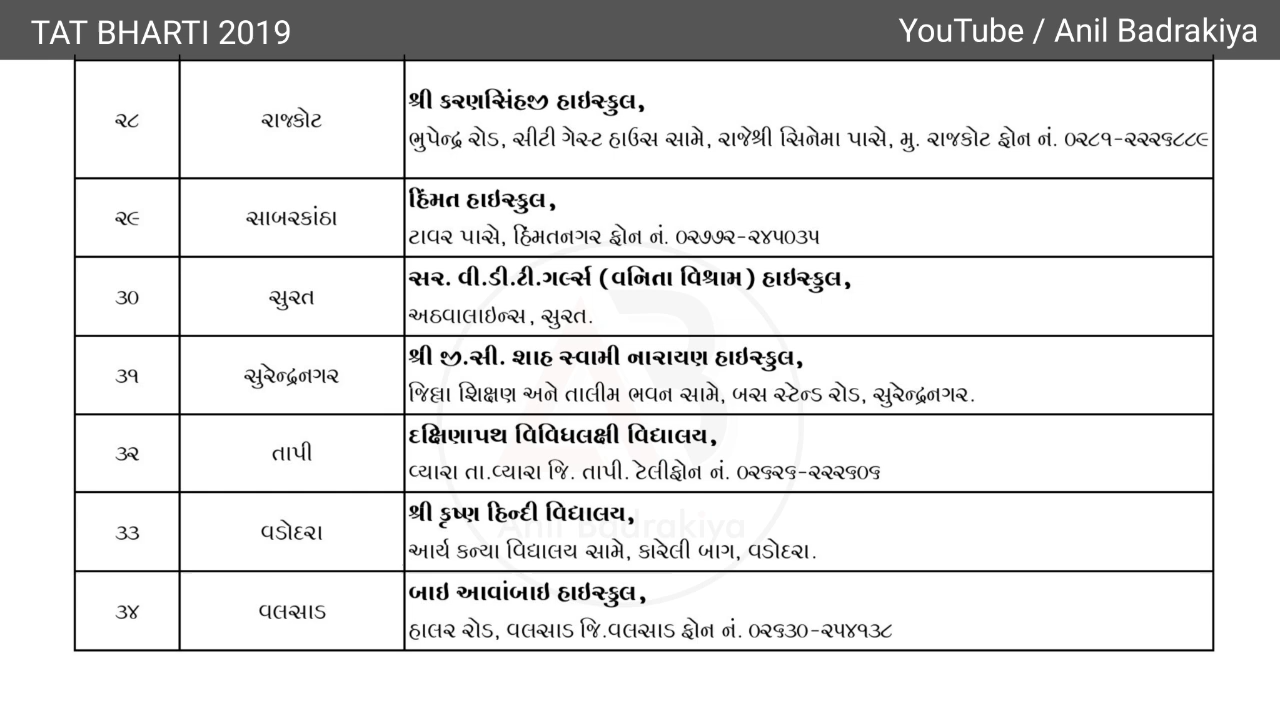 TAT BHARTI 2019
YouTube / Anil Badrakiya
૨૮
રાજકોટ
શ્રી કરણસિંહજી હાઇસ્કુલ,
ભુપેન્દ્ર રોડ, સીટી ગેસ્ટ હાઉસ સામે, રાજેશ્રી સિનેમા પાસે, મુ. રાજકોટ ફોન નં. ૦૨૮૧-૨૨૨૬૮૮૯
૨૯
સાબરકાંઠા
હિંમત હાઇસ્કુલ,
ટાવર પાસે, હિંમતનગર ફોન નં. ૦૨૭૭૨-૨૪૫૦૩૫
૩૦
સુરત
સર. વી.ડી.ટી.ગર્લ્સ (વનિતા વિશ્રામ) હાઇસ્કુલ,
અઠવાલાઇન્સ, સુરત.
૩૧
સુરેન્દ્રનગર
શ્રી જી.સી. શાહ સ્વામી નારાયણ હાઇસ્કુલ,
જિલ્લા શિક્ષણ અને તાલીમ ભવન સામે, બસ સ્ટેન્ડ રોડ, સુરેન્દ્રનગર.
૩૨
તાપી
દક્ષિણાપથ વિવિધલક્ષી વિદ્યાલય,
વ્યારા તા.વ્યારા જિ. તાપી. ટેલીફોન નં. ૦૨૬૨૬-૨૨૨૬૦૬
૩૩
વડોદરા
શ્રી કૃષ્ણ હિન્દી વિદ્યાલય,
આર્ય કન્યા વિદ્યાલય સામે, કારેલી બાગ, વડોદરા.
Anil Badrakiya
૩૪
વલસાડ
બાઇ આવાંબાઇ હાઇસ્કુલ,
હાલર રોડ, વલસાડ જિ.વલસાડ ફોન નં. ૦૨૬૩૦-૨૫૪૧૩૮